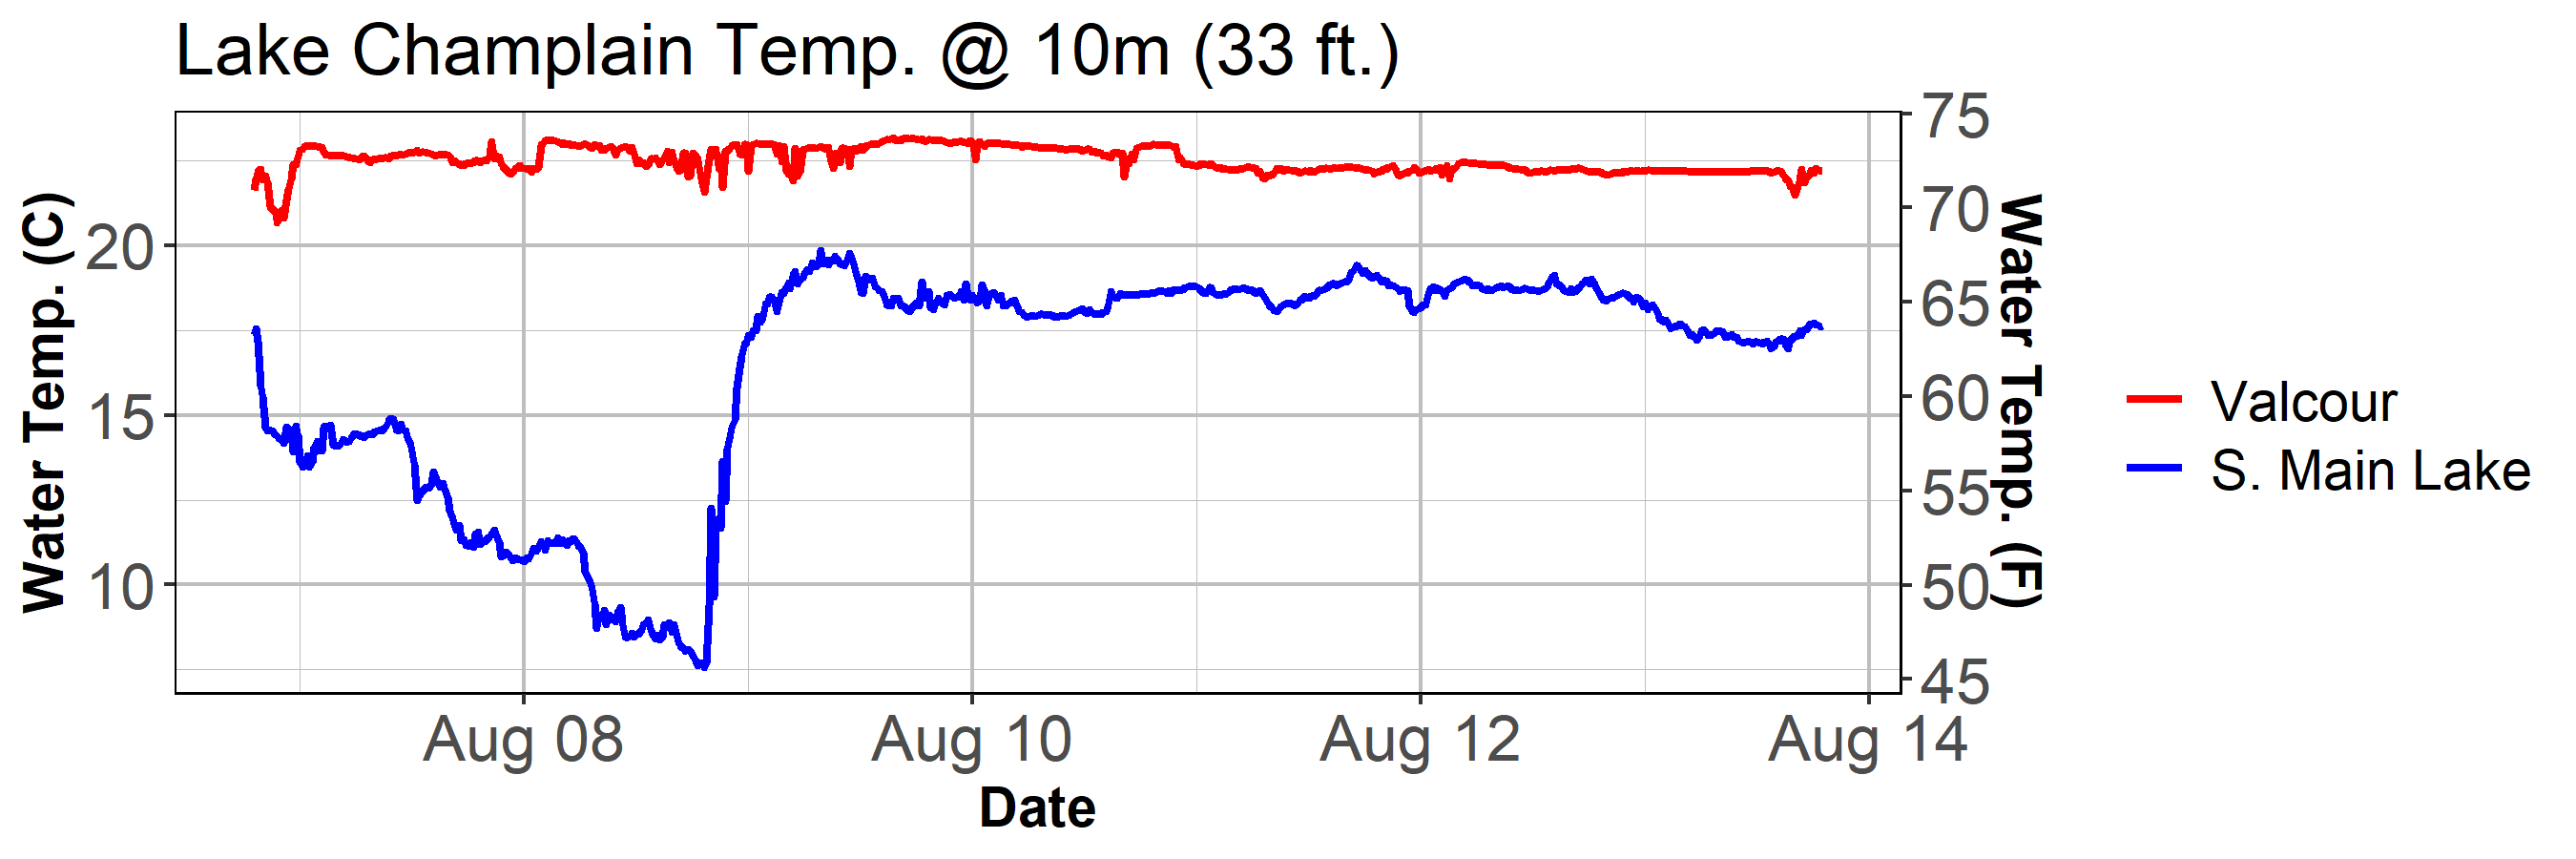 Lake Champlain Temp. @ 10m (33 ft.)
Water Temp. (C)
20
15
10
75
70
65
60
55
50
45
Water Temp. (F)
Valcour
S. Main Lake
Aug 08
Aug 10
Aug 12
Aug 14
Date